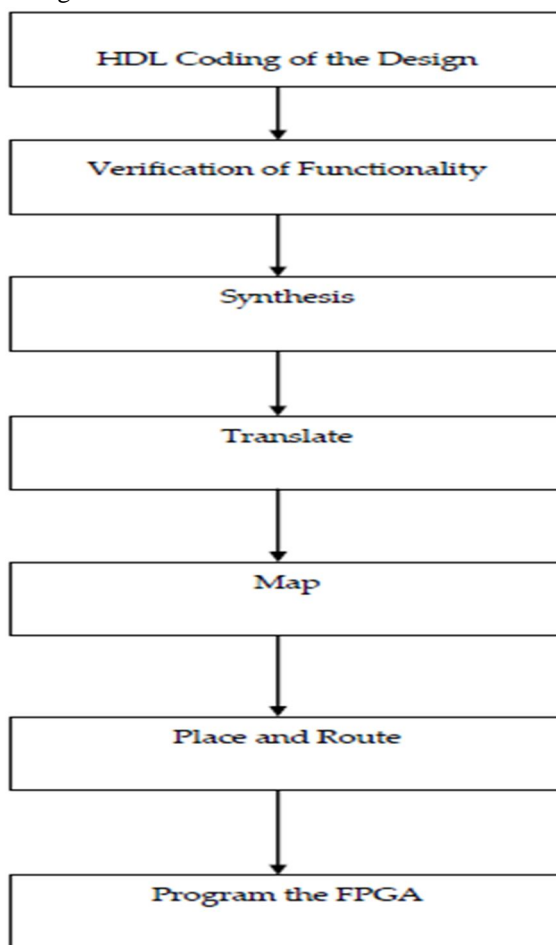 HDL Coding of the Design
Verification of Functionality
Synthesis
Translate
Map
Place and Route
Program the FPGA